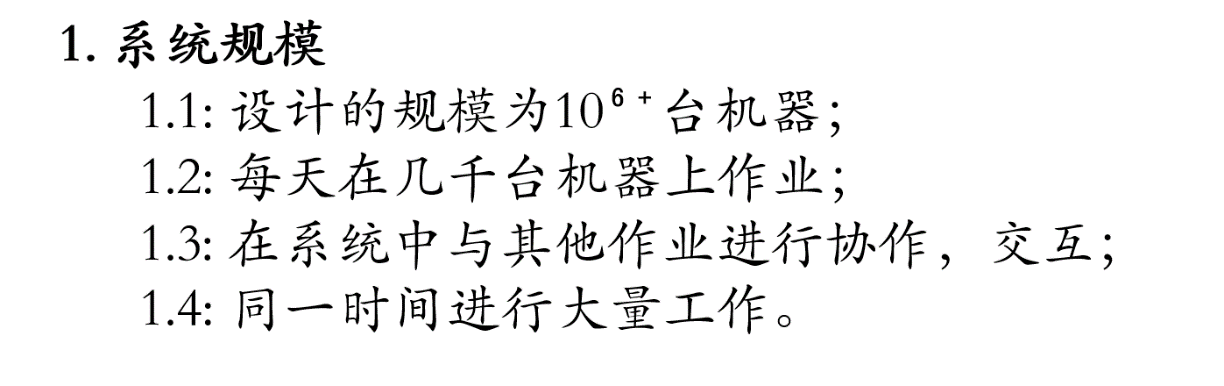 1. 系统规模
1.1: 设计的规模为10⁶⁺台机器；
1.2: 每天在几千台机器上作业；
1.3: 在系统中与其他作业进行协作，交互；
1.4: 同一时间进行大量工作。